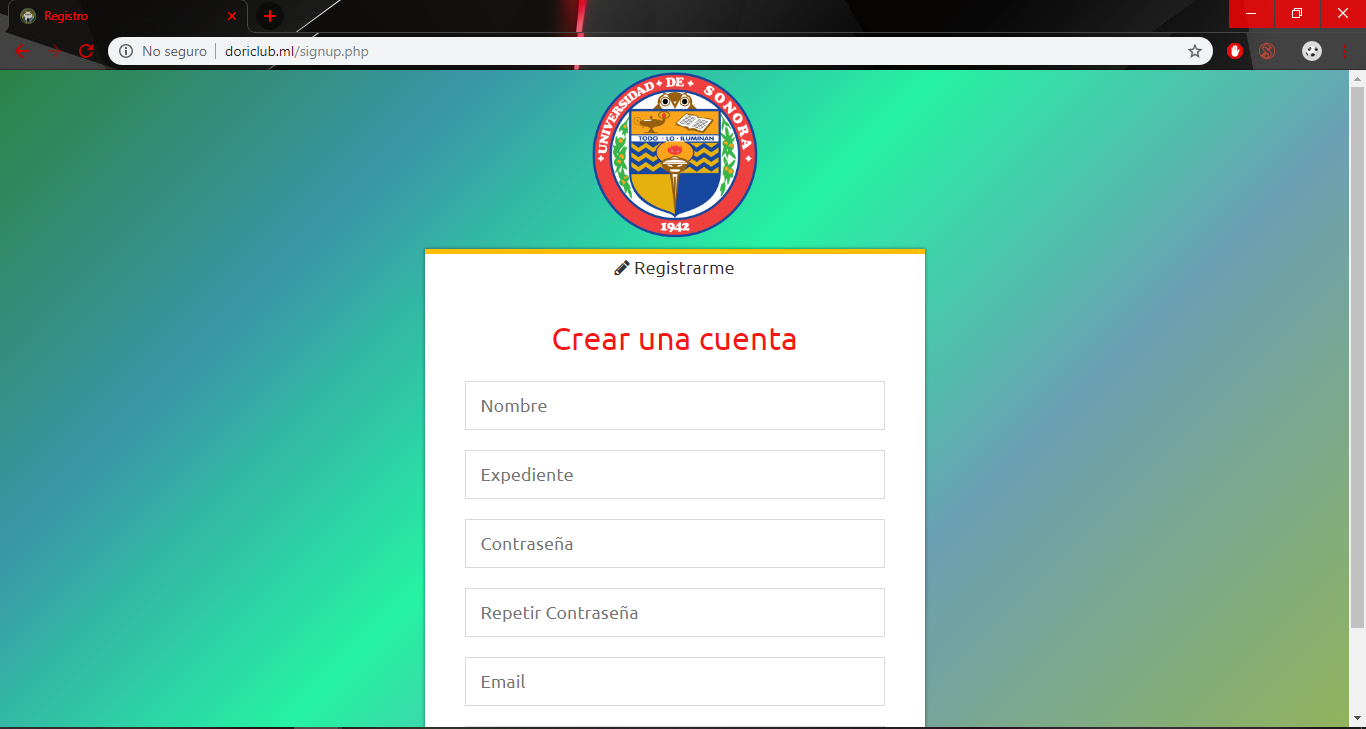 Registro
No seguro | doriclub.ml/signup.php
UNIVERSIDAD DE SONORA
TODO LO ILUMINAN
1942
Registrarme
Crear una cuenta
Nombre
Expediente
Contraseña
Repetir Contraseña
Email